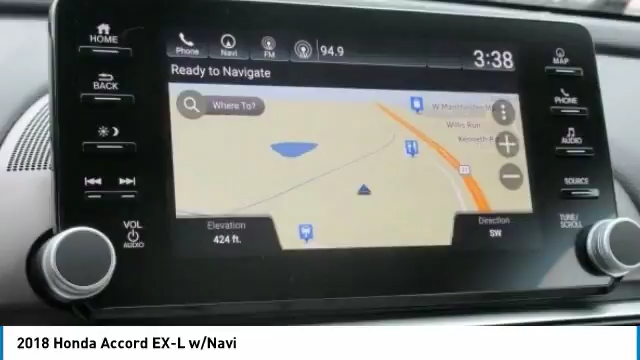 HOME
BACK
VOL
AUDIO
Phone
Navi
FM
94.9
3:38
Ready to Navigate
Where To?
Willis Run
Elevation
424 ft.
Direction
SW
MAP
PHONE
AUDIO
SOURCE
TUNE/
SCROLL
2018 Honda Accord EX-L w/Navi